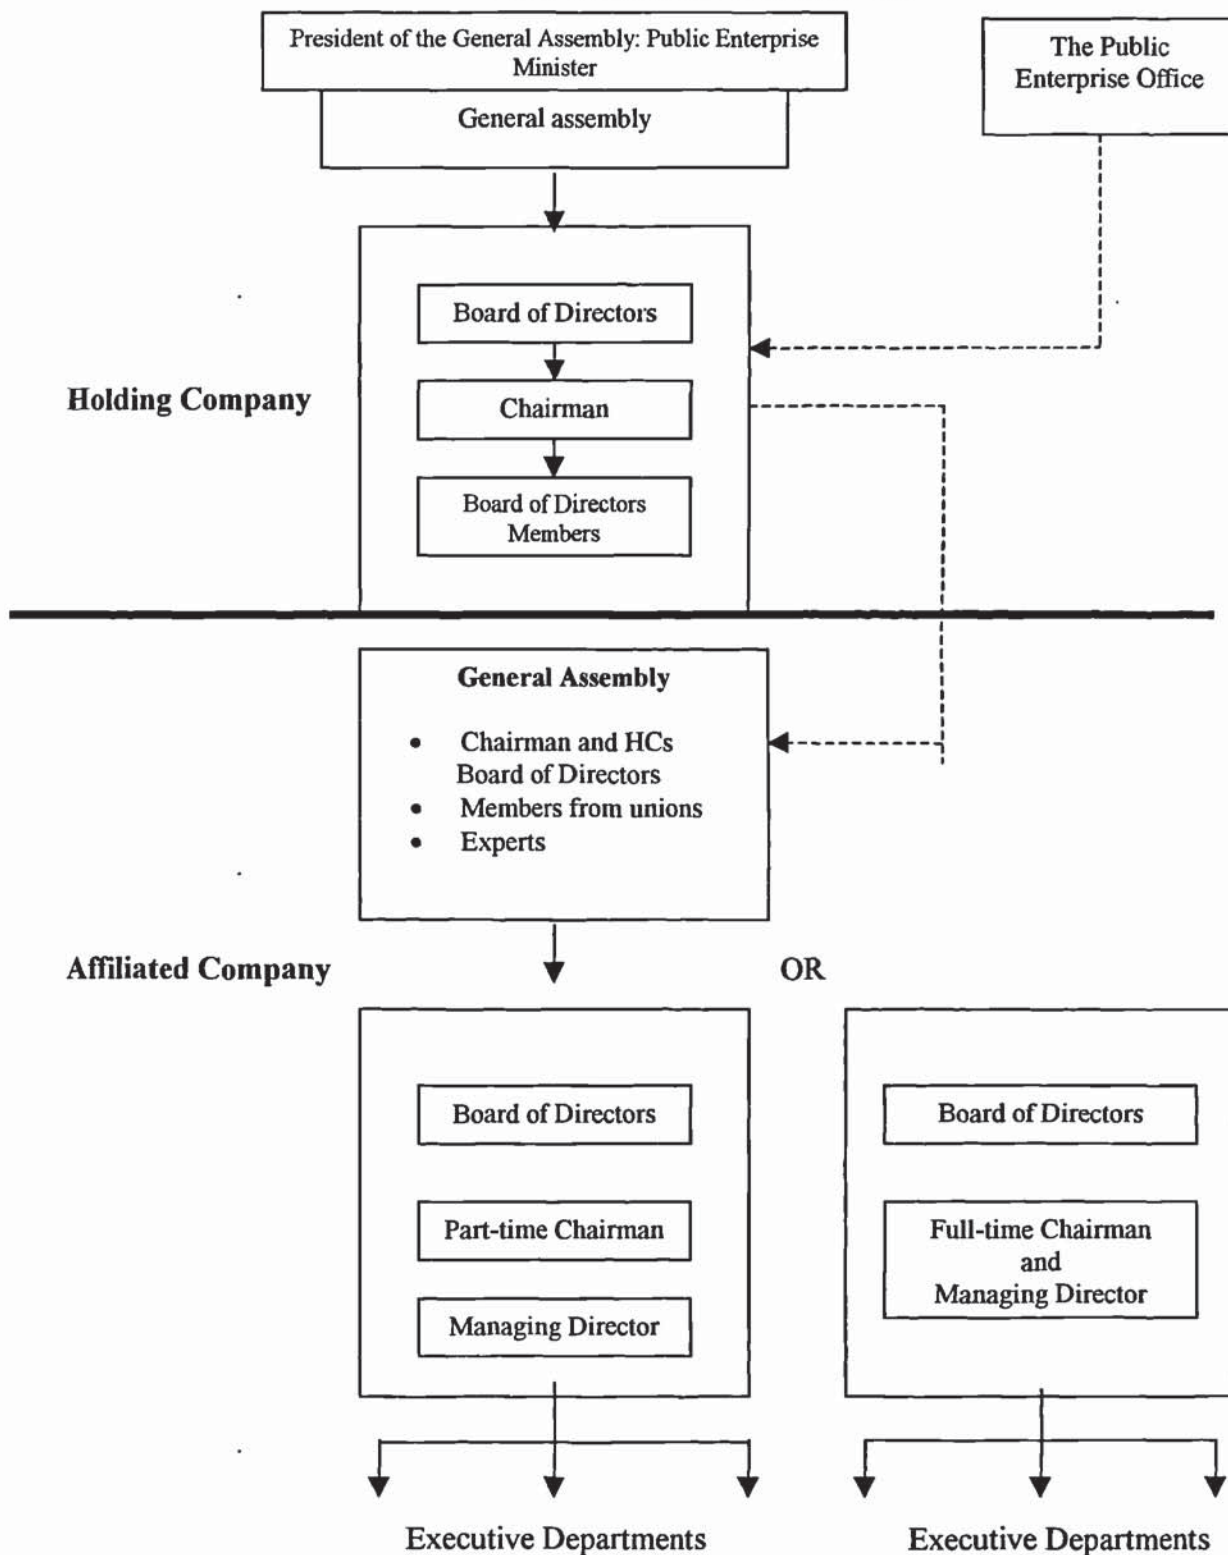 President of the General Assembly: Public Enterprise
Minister
General assembly
The Public
Enterprise Office
Board of Directors
Holding Company
Chairman
Board of Directors
Members
General Assembly
• Chairman and HCs
Board of Directors
• Members from unions
• Experts
Affiliated Company
OR
Board of Directors
Part-time Chairman
Managing Director
Board of Directors
Full-time Chairman
and
Managing Director
Executive Departments
Executive Departments